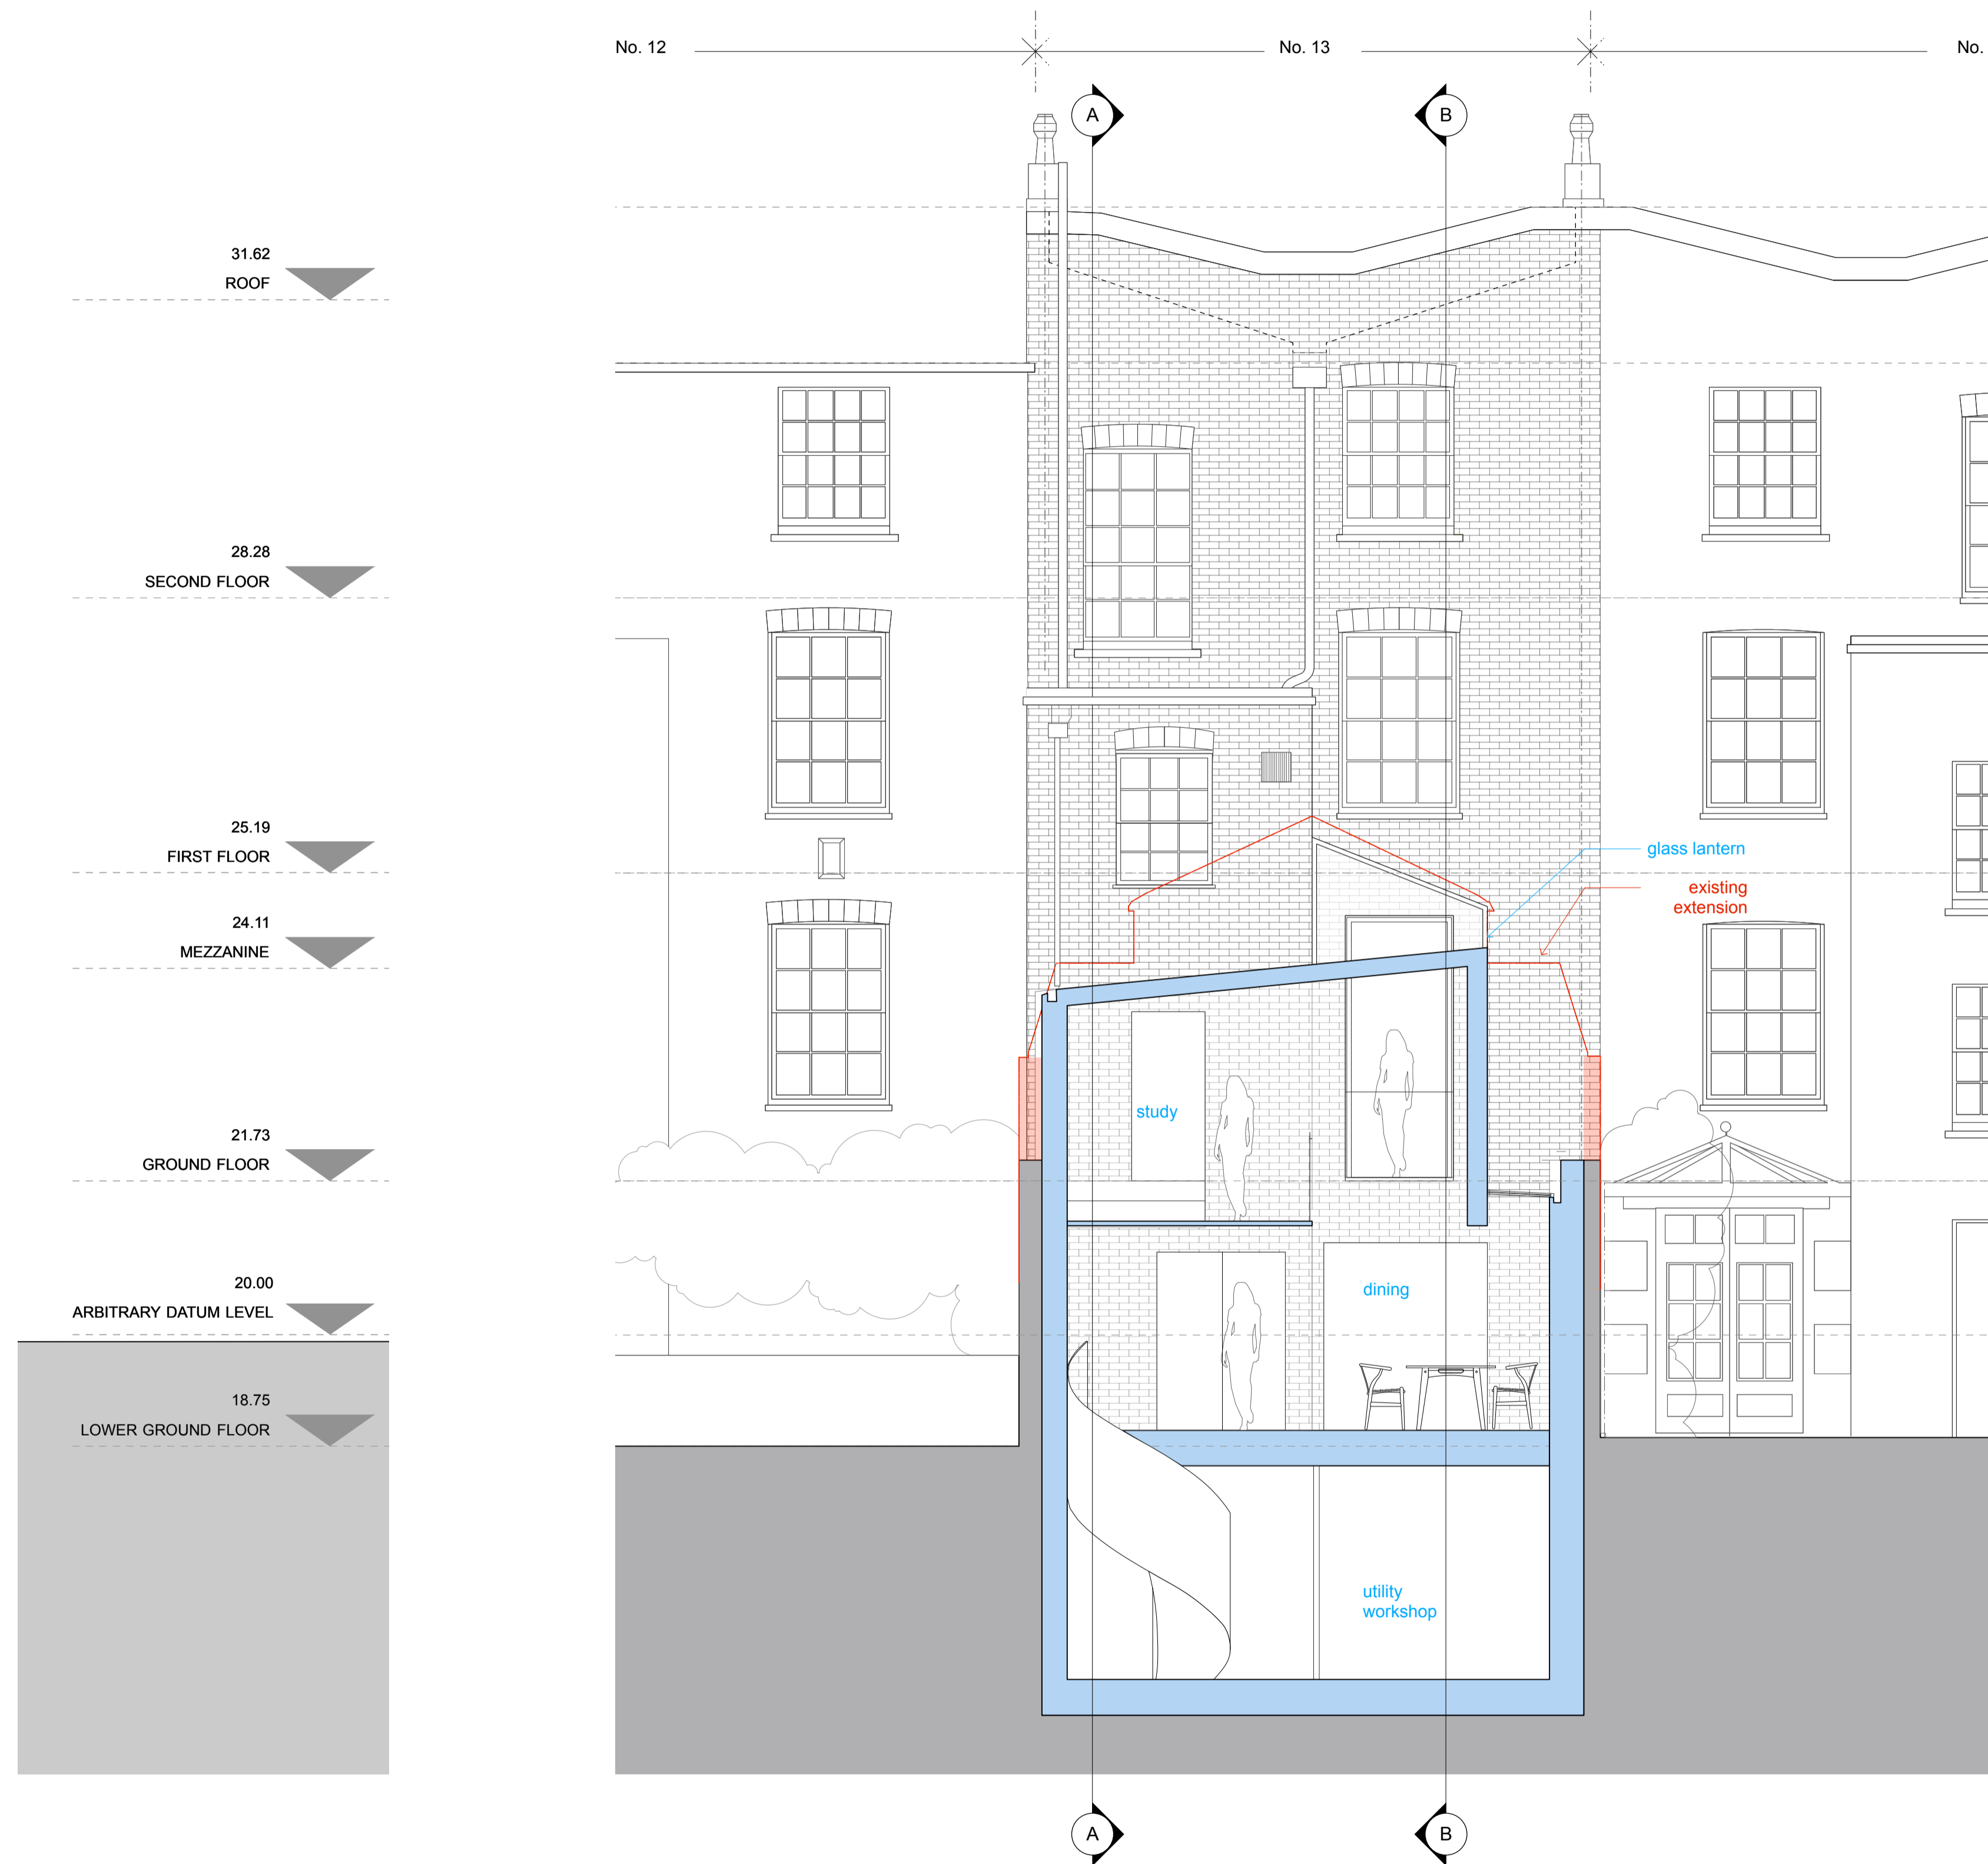 No. 12
No. 13
No.
A
B
31.62
ROOF
28.28
SECOND FLOOR
25.19
FIRST FLOOR
glass lantern
existing
extension
24.11
MEZZANINE
study
21.73
GROUND FLOOR
20.00
ARBITRARY DATUM LEVEL
dining
18.75
LOWER GROUND FLOOR
utility
workshop
A
B